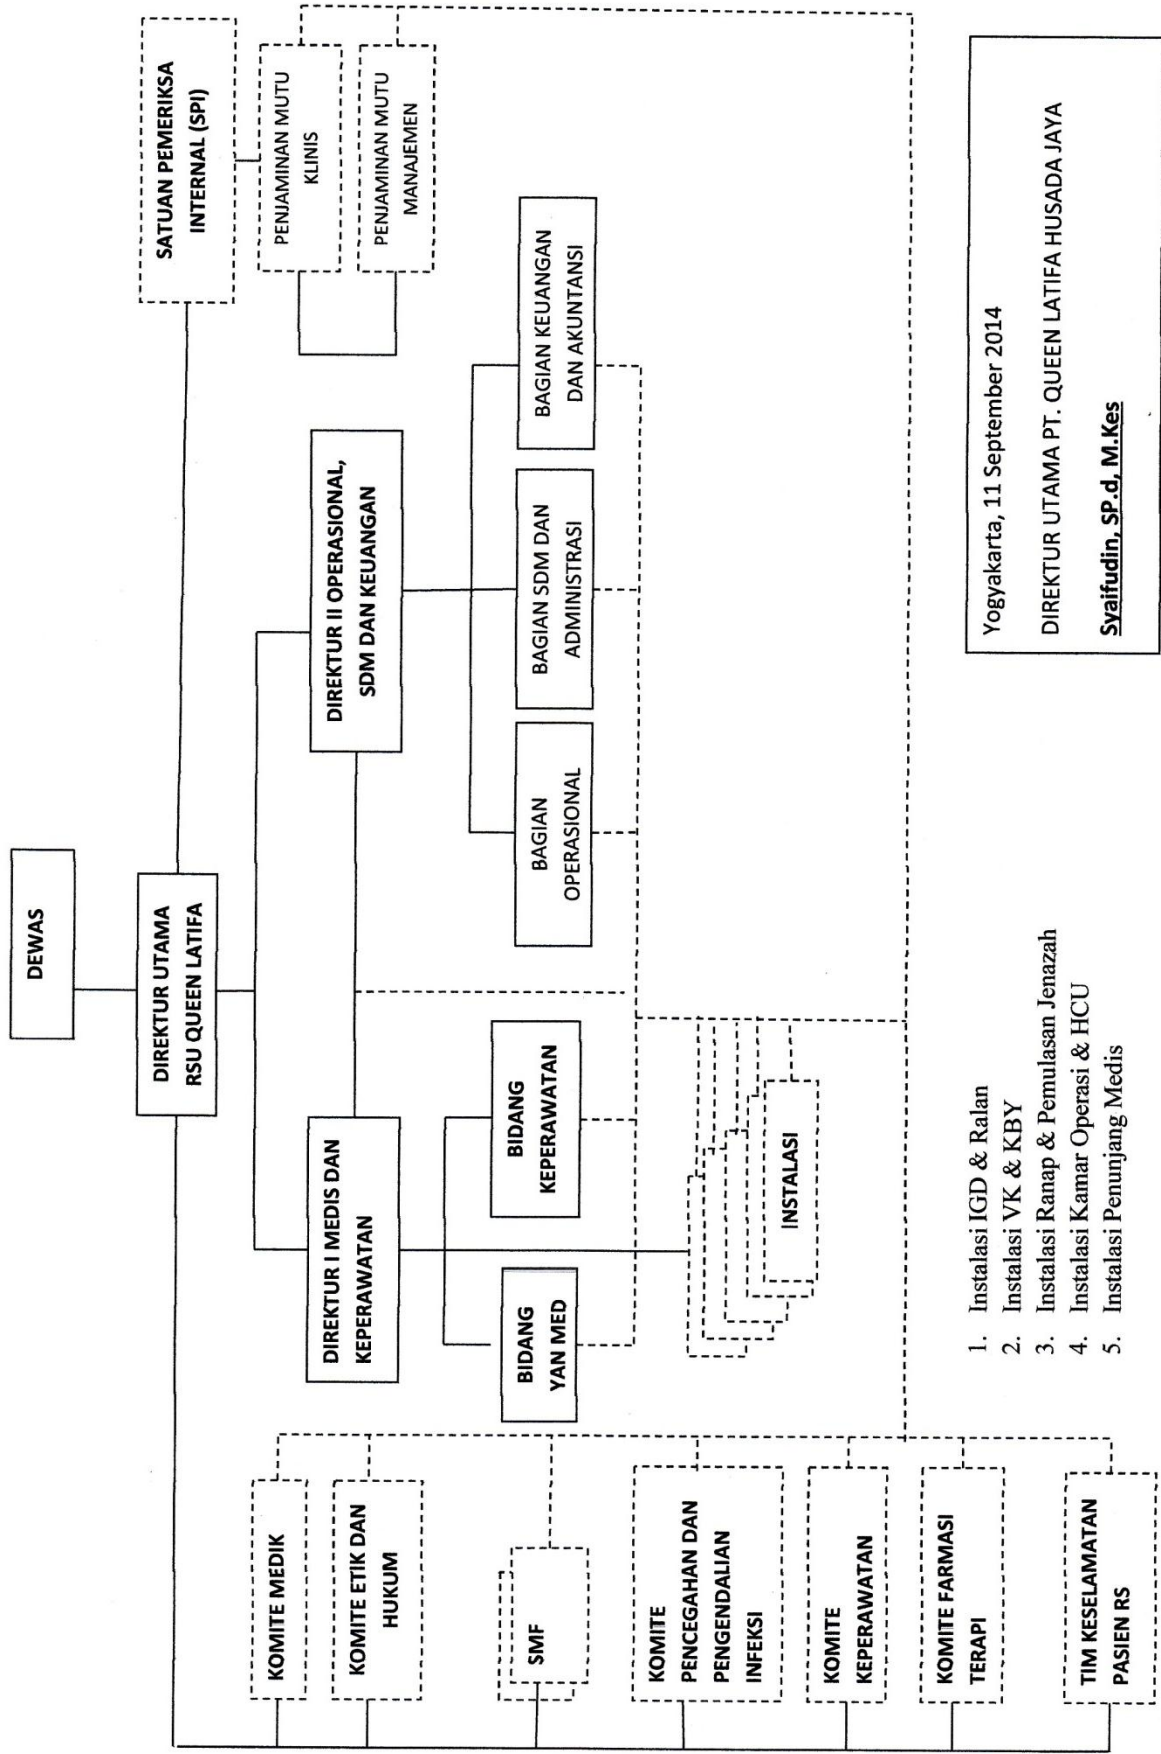 DEWAS
DIREKTUR UTAMA
RSU QUEEN LATIFA
SATUAN PEMERIKSA
INTERNAL (SPI)
PENJAMINAN MUTU
KLINIS
PENJAMINAN MUTU
MANAJEMEN
DIREKTUR I MEDIS DAN
KEPERAWATAN
DIREKTUR II OPERASIONAL,
SDM DAN KEUANGAN
BIDANG
YAN MED
BIDANG
KEPERAWATAN
BAGIAN
OPERASIONAL
BAGIAN SDM DAN
ADMINISTRASI
BAGIAN KEUANGAN
DAN AKUNTANSI
INSTALASI
KOMITE MEDIK
KOMITE ETIK DAN
HUKUM
SMF
KOMITE
PENCEGAHAN DAN
PENGENDALIAN
INFEKSI
KOMITE
KEPERAWATAN
KOMITE FARMASI
TERAPI
TIM KESELAMATAN
PASIEN RS
1. Instalasi IGD & Ralan
2. Instalasi VK & KBY
3. Instalasi Ranap & Pemulasan Jenazah
4. Instalasi Kamar Operasi & HCU
5. Instalasi Penunjang Medis
Yogyakarta, 11 September 2014
DIREKTUR UTAMA PT. QUEEN LATIFA HUSADA JAYA
Syaifudin, SP.d, M.Kes